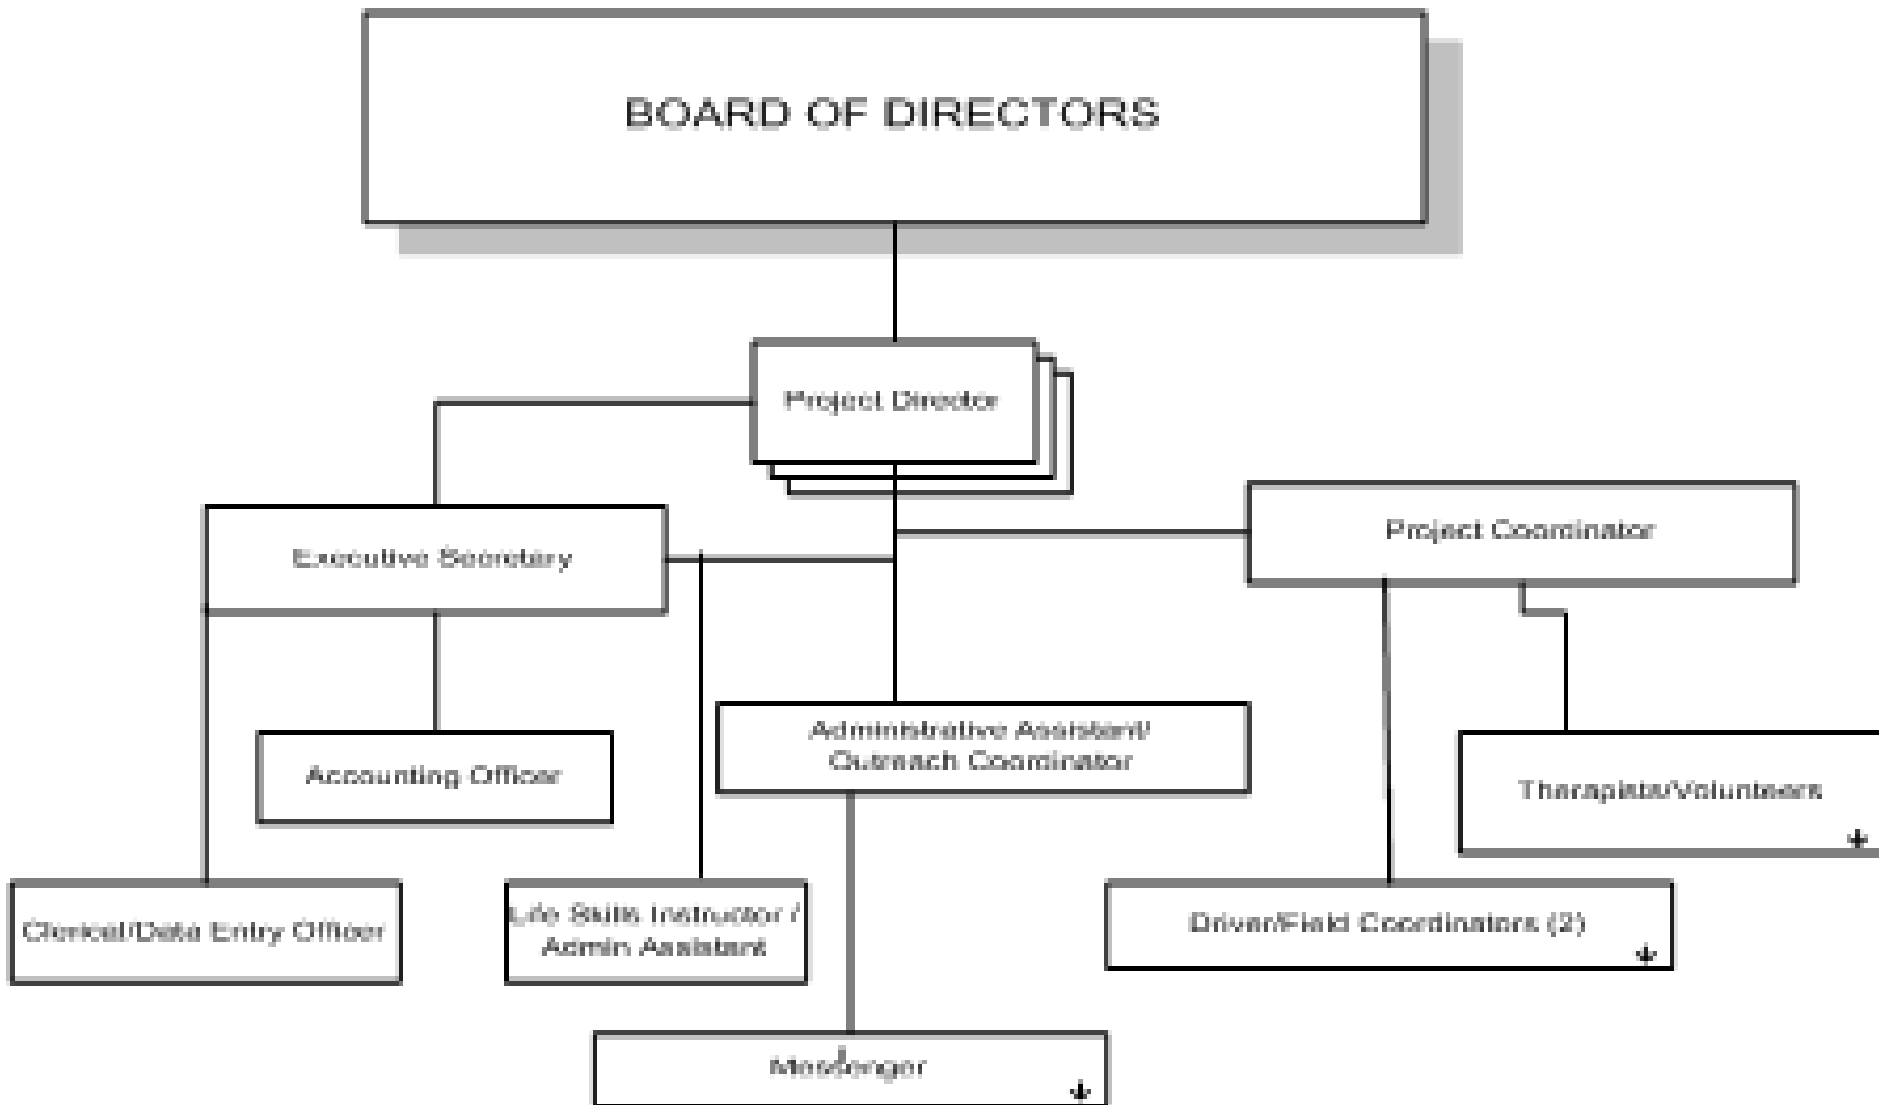 BOARD OF DIRECTORS
Project Director
Project Coordinator
Executive Secretary
Administrative Assistant/
Outreach Coordinator
Accounting Officer
Therapists/Volunteers
Clerical/Data Entry Officer
Life Skills Instructor /
Admin Assistant
Driver/Field Coordinators (2)
Messenger